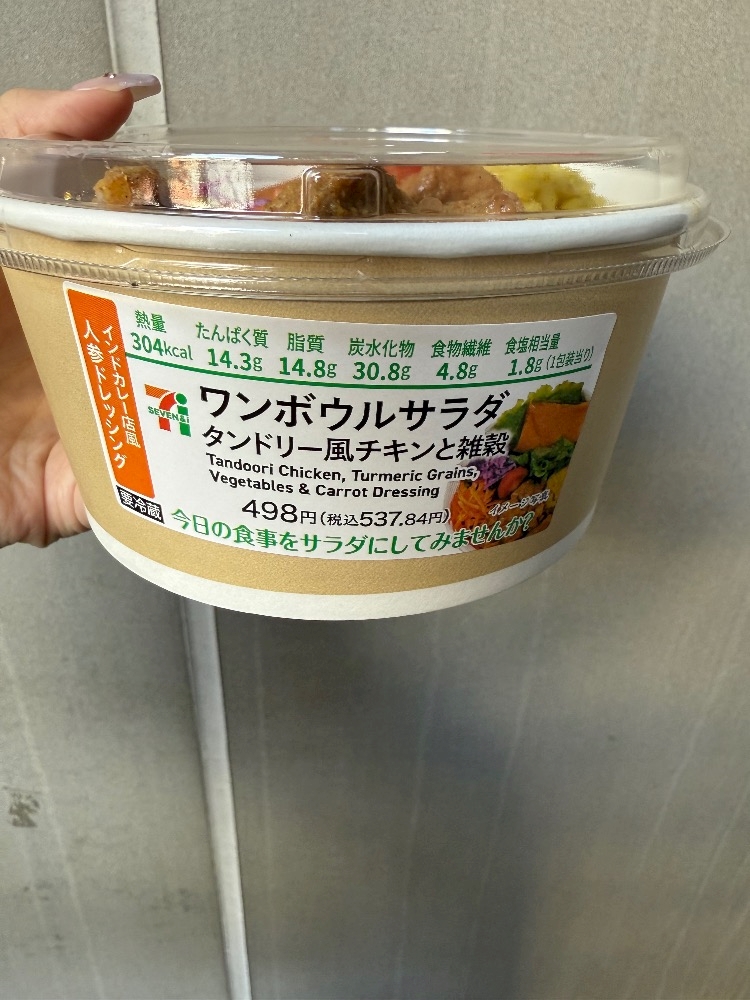 インドカレー店風
人参ドレッシング
熱量 たんぱく質 脂質 炭水化物 食物繊維 食塩相当量
304kcal 14.3g 14.8g 30.8g 4.8g 1.8g(1包装当り)
SEVEN&i
ワンボウルサラダ
タンドリー風チキンと雑穀
Tandoori Chicken, Turmeric Grains,
Vegetables & Carrot Dressing
要冷蔵
498円(税込537.84円)
イメージ写真
今日の食事をサラダにしてみませんか?